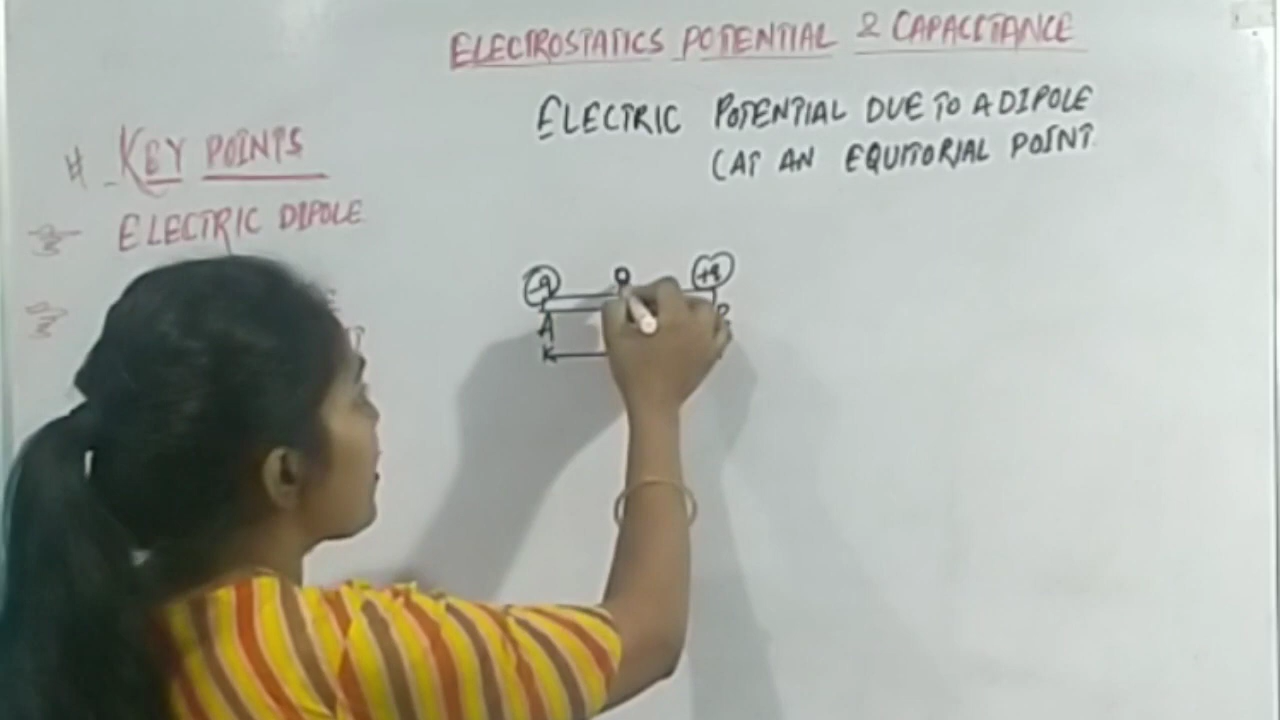 ELECTROSTATICS POTENTIAL & CAPACITANCE
ELECTRIC POTENTIAL DUE TO A DIPOLE
(AT AN EQUITORIAL POINT
# KEY POINTS
ELECTRIC DIPOLE
-q O +q
A
K